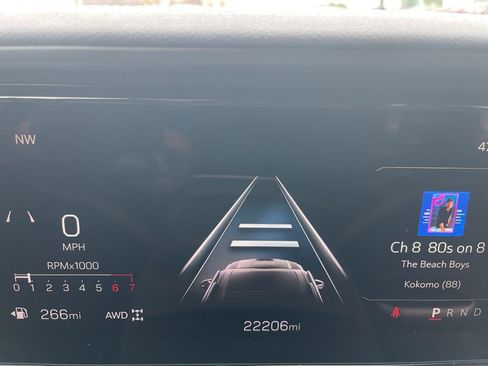 NW
47
0
MPH
Ch 8 80s on 8
The Beach Boys
Kokomo (88)
RPMx1000
0 1 2 3 4 5 6 7
266mi AWD
22206mi
P R N D